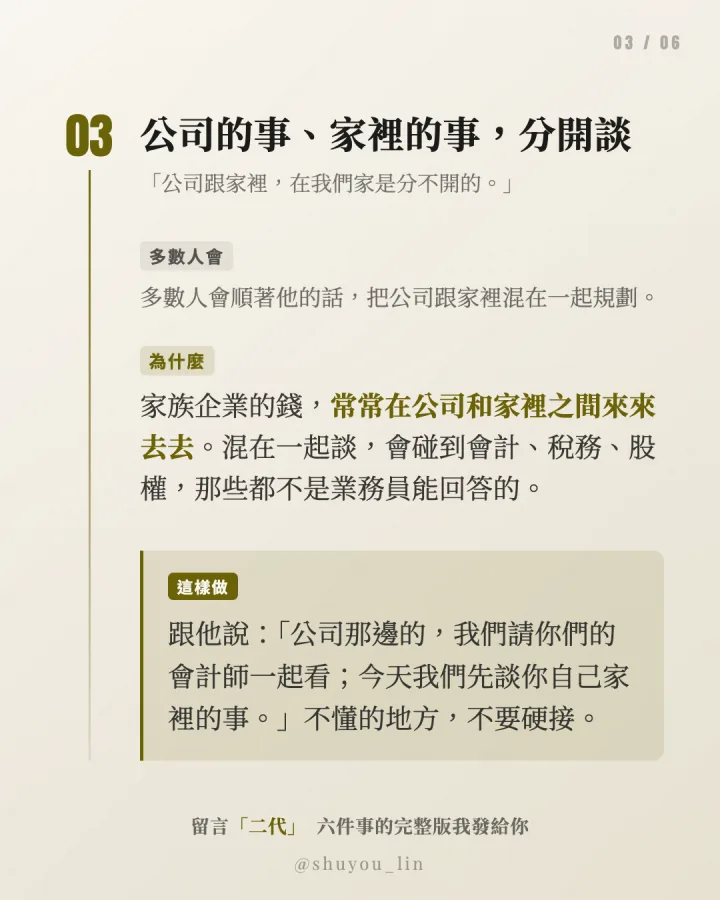 03 / 06
03 公司的事、家裡的事，分開談
「公司跟家裡，在我們家是分不開的。」
多數人會
多數人會順著他的話，把公司跟家裡混在一起規劃。
為什麼
家族企業的錢，常常在公司和家裡之間來來
去去。混在一起談，會碰到會計、稅務、股
權，那些都不是業務員能回答的。
這樣做
跟他說：「公司那邊的，我們請你們的
會計師一起看；今天我們先談你自己家
裡的事。」不懂的地方，不要硬接。
留言「二代」 六件事的完整版我發給你
@shuyou_lin